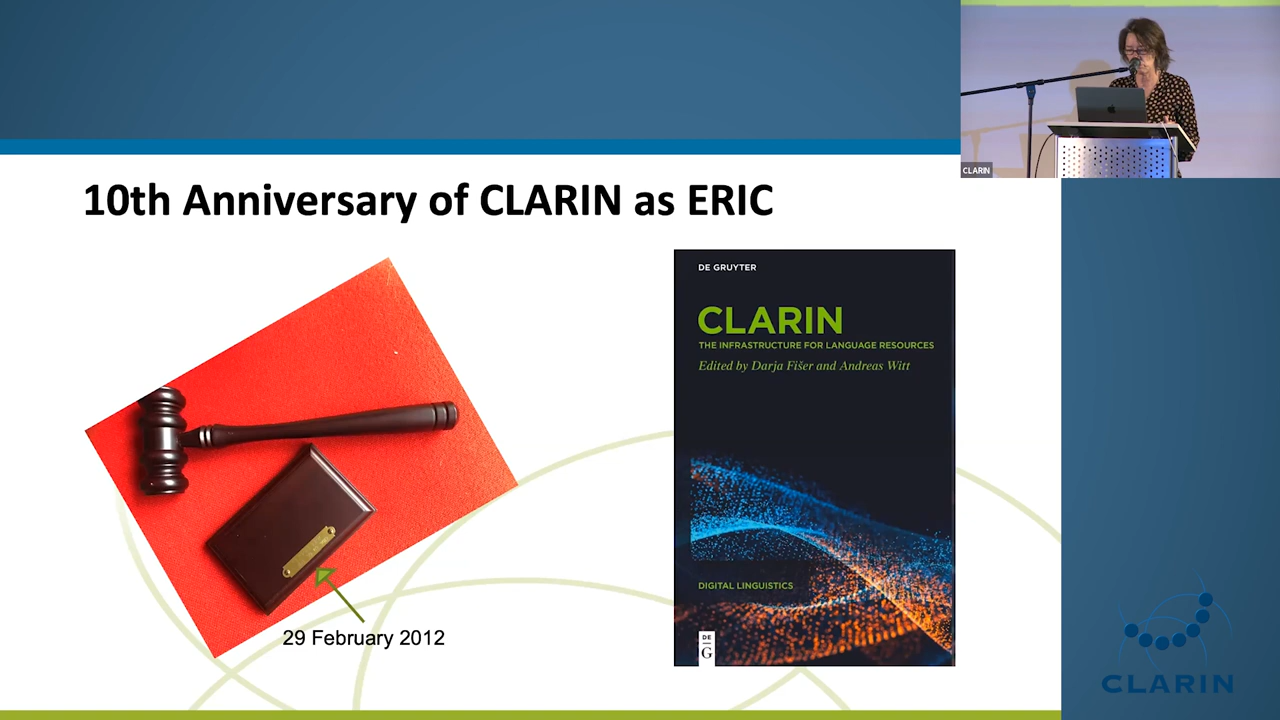 CLARIN
10th Anniversary of CLARIN as ERIC
DE GRUYTER
CLARIN
THE INFRASTRUCTURE FOR LANGUAGE RESOURCES
Edited by Darja Fišer and Andreas Witt
DIGITAL LINGUISTICS
DE
G
29 February 2012
CLARIN